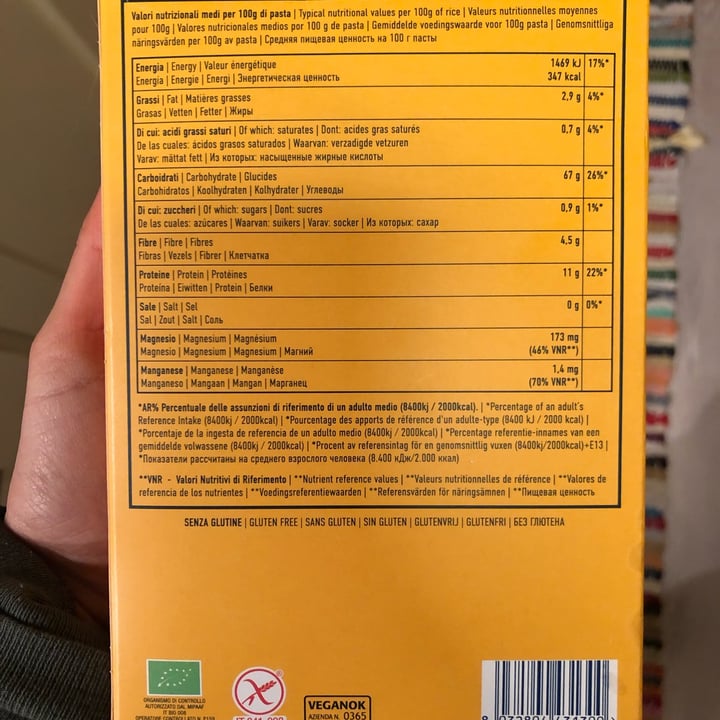 Valori nutrizionali medi per 100g di pasta | Typical nutritional values per 100g of rice | Valeurs nutritionnelles moyennes
pour 100g | Valores nutricionales medios por 100 g de pasta | Gemiddelde voedingswaarde voor 100g pasta | Genomsnittliga
näringsvärden per 100g av pasta | Средняя пищевая ценность на 100 г пасты
Energia | Energy | Valeur énergétique 1469 kJ 17%*
Energía | Energie | Energi | Энергетическая ценность 347 kcal
Grassi | Fat | Matières grasses 2,9 g 4%*
Grasas | Vetten | Fetter | Жиры
Di cui: acidi grassi saturi | Of which: saturates | Dont: acides gras saturés 0,7 g 4%*
De las cuales: ácidos grasos saturados | Waarvan: verzadigde vetzuren
Varav: mättat fett | Из которых: насыщенные жирные кислоты
Carboidrati | Carbohydrate | Glucides 67 g 26%*
Carbohidratos | Koolhydraten | Kolhydrater | Углеводы
Di cui: zuccheri | Of which: sugars | Dont: sucres 0,9 g 1%*
De las cuales: azúcares | Waarvan: suikers | Varav: socker | Из которых: сахар
Fibre | Fibre | Fibres 4,5 g
Fibras | Vezels | Fibrer | Клетчатка
Proteine | Protein | Protéines 11 g 22%*
Proteína | Eiwitten | Protein | Белки
Sale | Salt | Sel 0 g 0%*
Sal | Zout | Salt | Соль
Magnesio | Magnesium | Magnésium 173 mg
Magnesio | Magnesium | Magnesium | Магний (46% VNR**)
Manganese | Manganese | Manganèse 1,4 mg
Manganeso | Mangaan | Mangan | Марганец (70% VNR**)
*AR% Percentuale delle assunzioni di riferimento di un adulto medio (8400kj / 2000kcal). | *Percentage of an adult's
Reference Intake (8400kj / 2000kcal) | *Pourcentage des apports de référence d'un adulte-type (8400 kJ / 2000 kcal) |
*Porcentaje de la ingesta de referencia de un adulto medio (8400kj / 2000kcal) | *Percentage referentie-innames van een
gemiddelde volwassene (8400kj / 2000kcal) | *Procent av referensintag för en genomsnittlig vuxen (8400kj/2000kcal)+E13 |
*Показатели рассчитаны на среднего взрослого человека (8.400 кДж/2.000 ккал)
**VNR - Valori Nutritivi di Riferimento | **Nutrient reference values | **Valeurs nutritionnelles de référence | **Valores de
referencia de los nutrientes | **Voedingsreferentiewaarden | **Referensvärden för näringsämnen | **Пищевая ценность
SENZA GLUTINE | GLUTEN FREE | SANS GLUTEN | SIN GLUTEN | GLUTENVRIJ | GLUTENFRI | БЕЗ ГЛЮТЕНА
ORGANISMO DI CONTROLLO
AUTORIZZATO DAL MIPAAF
IT BIO 006
OPERATORE CONTROLLATO N.
VEGANOK
AZIENDA N. 0365